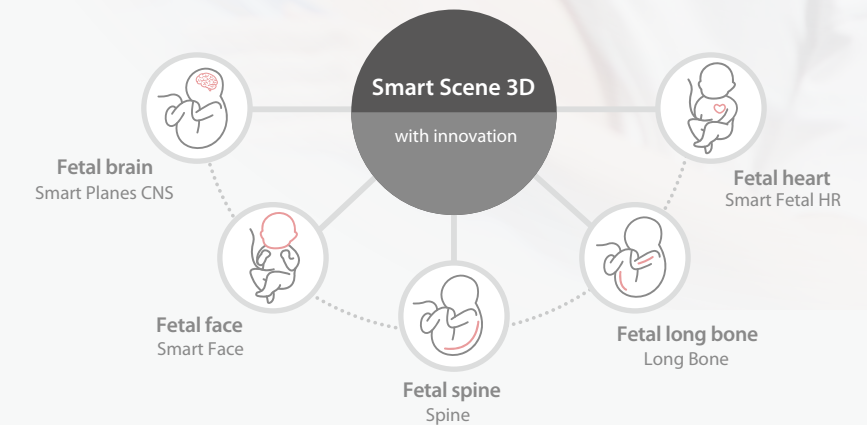 Smart Scene 3D
with innovation
Fetal brain
Smart Planes CNS
Fetal heart
Smart Fetal HR
Fetal face
Smart Face
Fetal long bone
Long Bone
Fetal spine
Spine